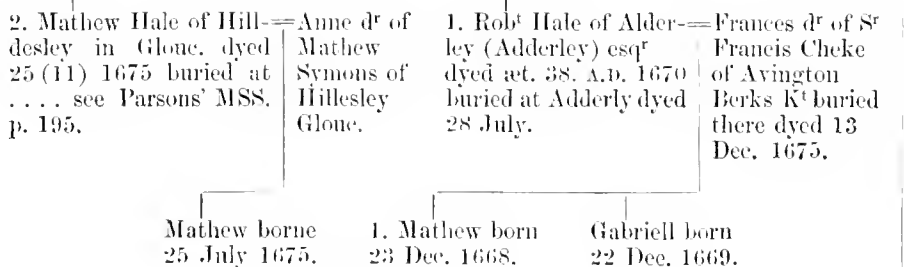 2. Mathew Hale of Hill-
desley in Glouc. dyed
25 (11) 1675 buried at
. . . . see Parsons' MSS.
p. 195.
Anne dʳ of
Mathew
Symons of
Hillesley
Glouc.
1. Robᵗ Hale of Alder-
ley (Adderley) esqʳ
dyed æt. 38. A.D. 1670
buried at Adderly dyed
28 July.
Frances dʳ of Sʳ
Francis Cheke
of Avington
Berks Kᵗ buried
there dyed 13
Dec. 1675.
Mathew borne
25 July 1675.
1. Mathew born
23 Dec. 1668.
Gabriell born
22 Dec. 1669.